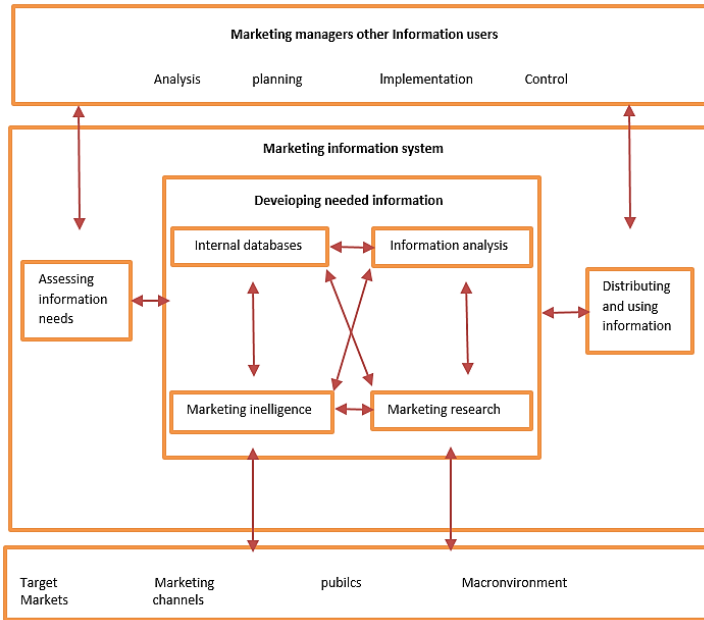 Marketing managers other Information users
Analysis planning Implementation Control
Marketing information system
Developing needed information
Internal databases Information analysis
Assessing
information
needs
Distributing
and using
information
Marketing inelligence Marketing research
Target Marketing pubilcs Macronvironment
Markets channels